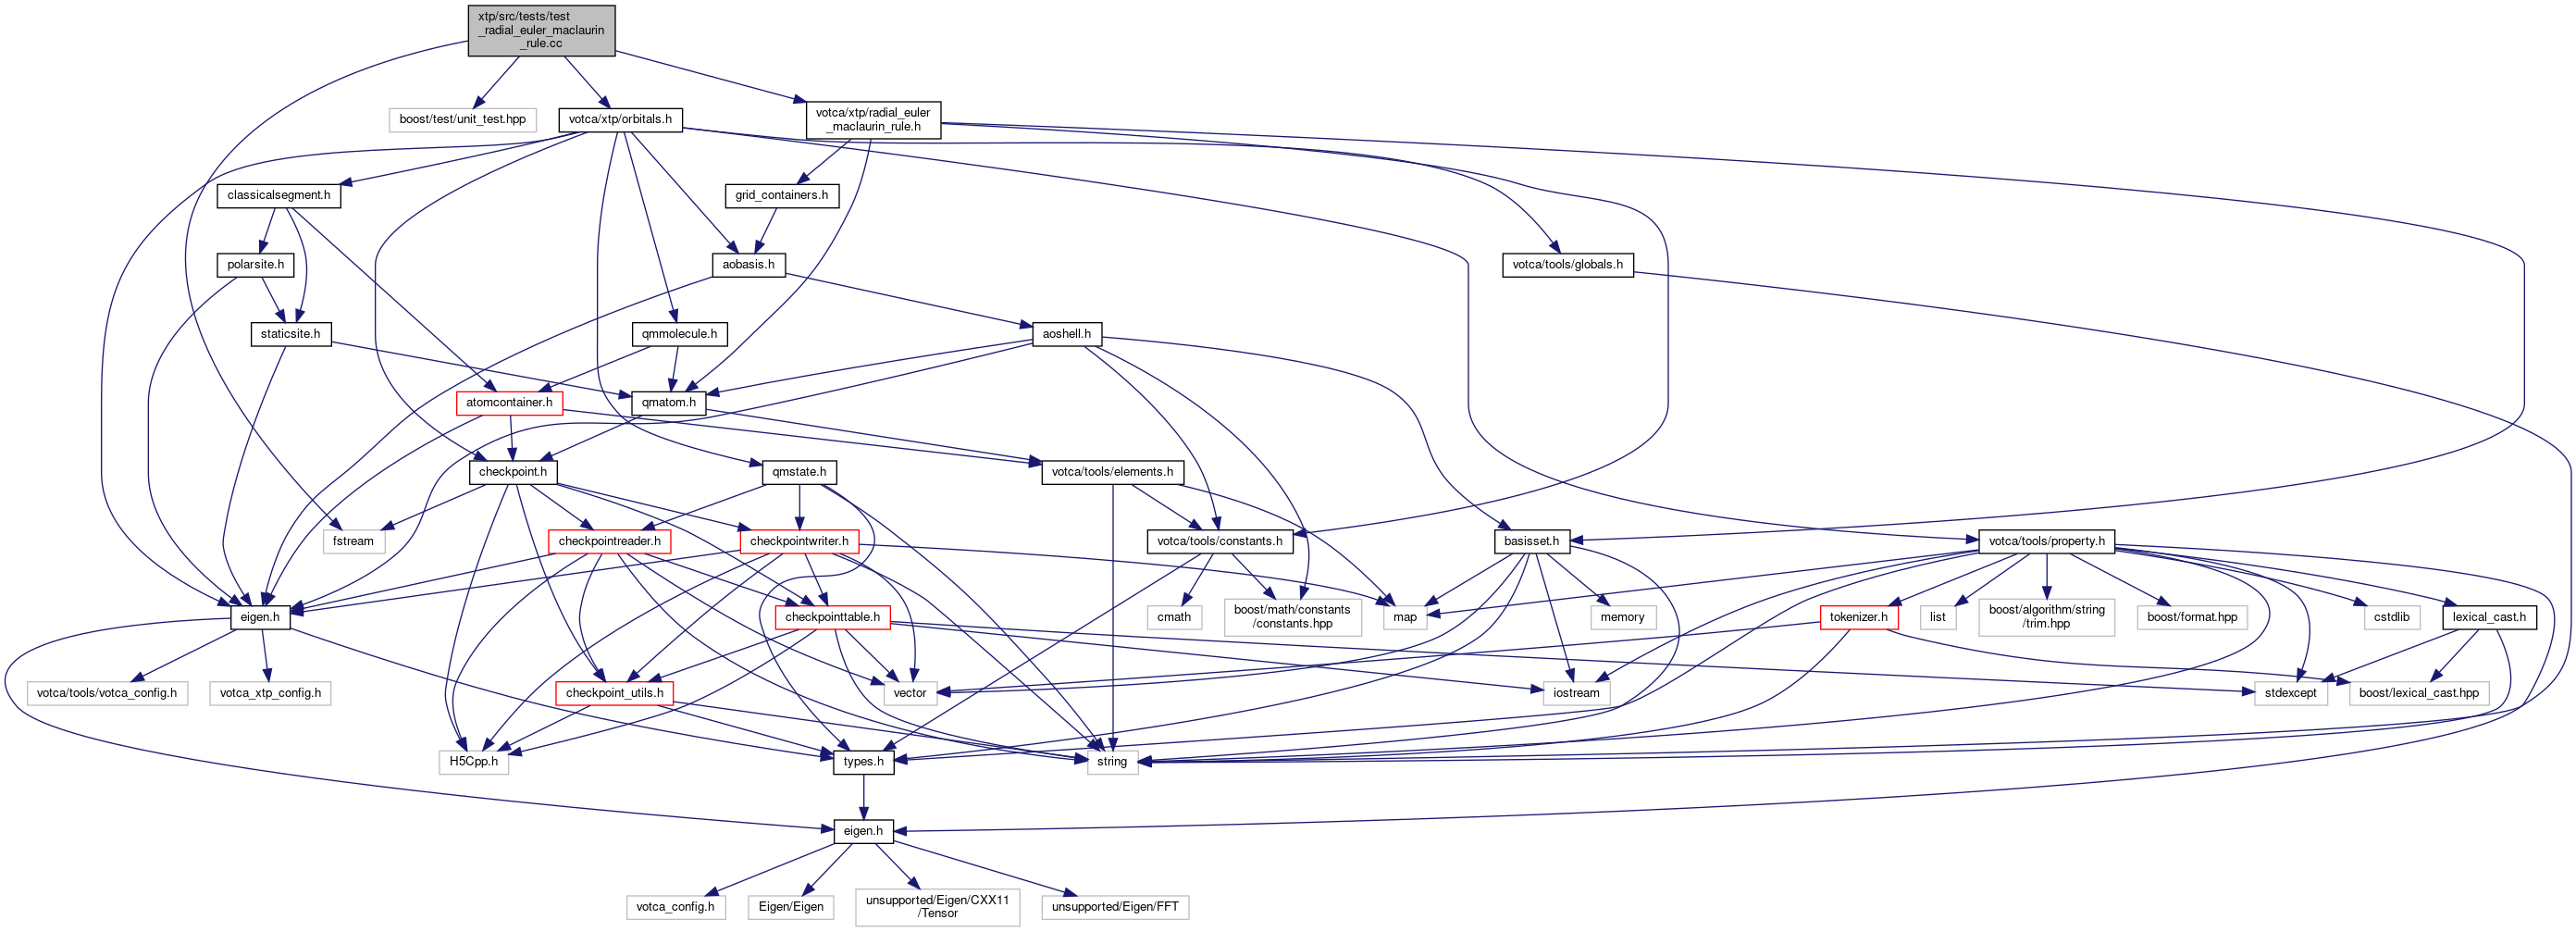 xtp/src/tests/test
_radial_euler_maclaurin
_rule.cc
boost/test/unit_test.hpp
votca/xtp/orbitals.h
votca/xtp/radial_euler
_maclaurin_rule.h
classicalsegment.h
grid_containers.h
polarsite.h
aobasis.h
votca/tools/globals.h
staticsite.h
qmmolecule.h
aoshell.h
atomcontainer.h
qmatom.h
checkpoint.h
qmstate.h
votca/tools/elements.h
fstream
checkpointreader.h
checkpointwriter.h
votca/tools/constants.h
basisset.h
votca/tools/property.h
eigen.h
checkpointtable.h
cmath
boost/math/constants
/constants.hpp
map
memory
tokenizer.h
list
boost/algorithm/string
/trim.hpp
boost/format.hpp
cstdlib
lexical_cast.h
votca/tools/votca_config.h
votca_xtp_config.h
checkpoint_utils.h
vector
iostream
stdexcept
boost/lexical_cast.hpp
H5Cpp.h
types.h
string
eigen.h
votca_config.h
Eigen/Eigen
unsupported/Eigen/CXX11
/Tensor
unsupported/Eigen/FFT